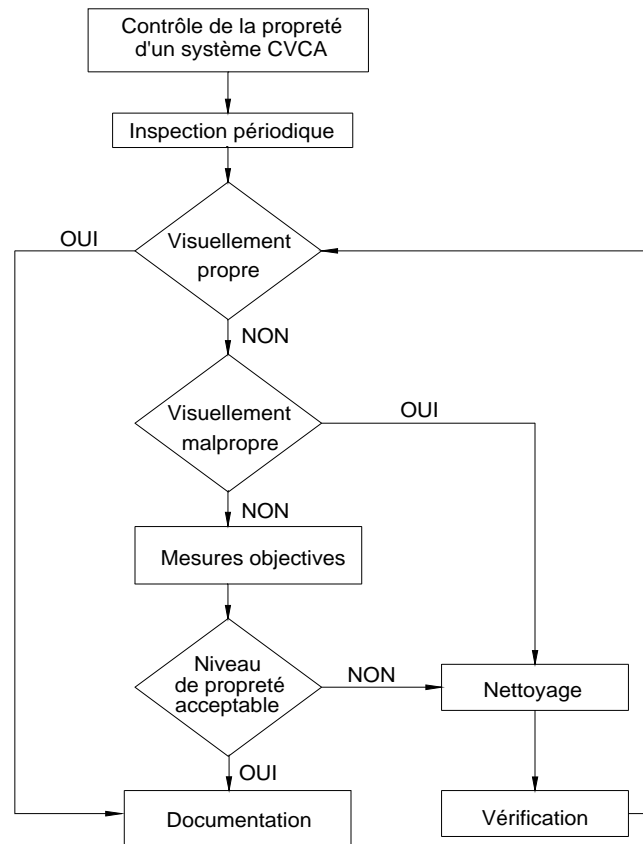 Contrôle de la propreté
d'un système CVCA
Inspection périodique
OUI
Visuellement
propre
NON
Visuellement
malpropre
OUI
NON
Mesures objectives
Niveau
de propreté
acceptable
NON
Nettoyage
OUI
Documentation
Vérification